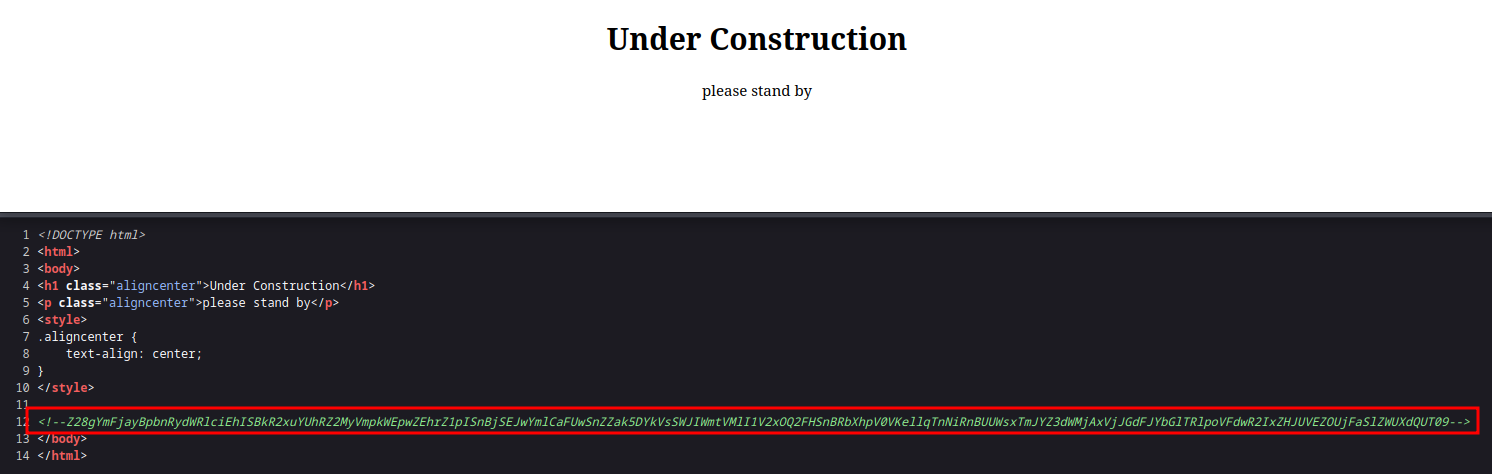 Under Construction
please stand by
1 <!DOCTYPE html>
2 <html>
3 <body>
4 <h1 class="aligncenter">Under Construction</h1>
5 <p class="aligncenter">please stand by</p>
6 <style>
7 .aligncenter {
8     text-align: center;
9 }
10 </style>
11
12 <!--Z28gYmFjayBpbnRydWRlciEhISBkR2xuYUhRZ2MyVmpkWEpwZEhrZ1pISnBjSEJwYmlCaFUwSnZZak5DYkVsSWJIWmtVMlI1V2xOQ2FHSnBRbXhpV0VKellqTnNiRnBUUWsxTmJYZ3dWMjAxVjJGdFJYbGlTRlpoVFdwR2IxZHJUVEZOUjFaSlZWUXdQUT09-->
13 </body>
14 </html>